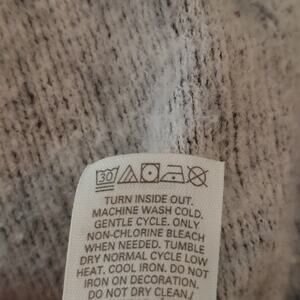 30
TURN INSIDE OUT.
MACHINE WASH COLD.
GENTLE CYCLE. ONLY
NON-CHLORINE BLEACH
WHEN NEEDED. TUMBLE
DRY NORMAL CYCLE LOW
HEAT. COOL IRON. DO NOT
IRON ON DECORATION.
DO NOT DRY CLEAN./